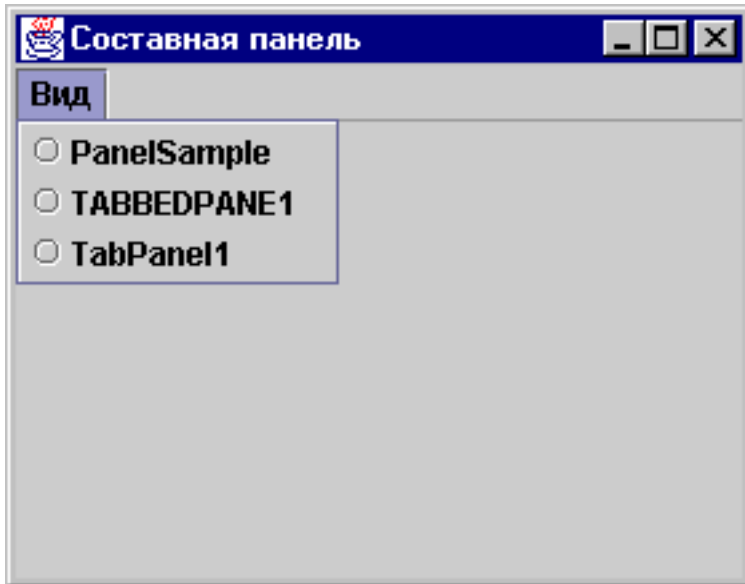 Составная панель
Вид
PanelSample
TABBEDPANE1
TabPanel1